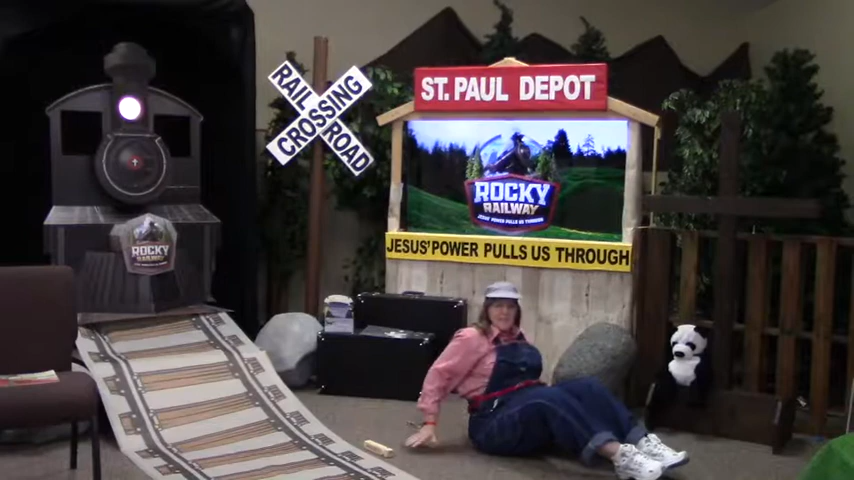 RAIL
CROSSING
ROAD
ST. PAUL DEPOT
ROCKY
RAILWAY
JESUS' POWER PULLS US THROUGH
JESUS' POWER PULLS US THROUGH
ROCKY
RAILWAY